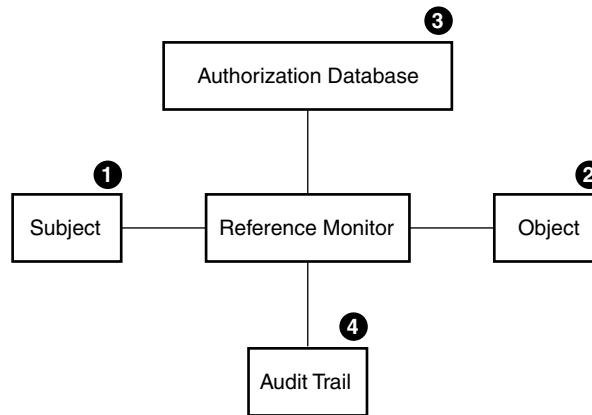 3
Authorization Database
1
2
Subject
Reference Monitor
Object
4
Audit Trail